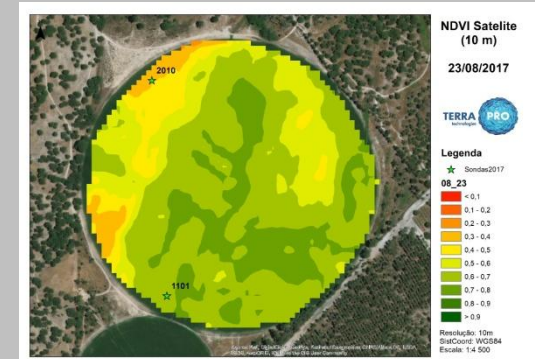 NDVI Satelite
(10 m)
23/08/2017
TERRA PRO
technologies
Legenda
Sondas2017
08_23
< 0,1
0,1 - 0,2
0,2 - 0,3
0,3 - 0,4
0,4 - 0,5
0,5 - 0,6
0,6 - 0,7
0,7 - 0,8
0,8 - 0,9
> 0,9
Resolução: 10m
SistCoord: WGS84
Escala: 1:4 500
2010
1101